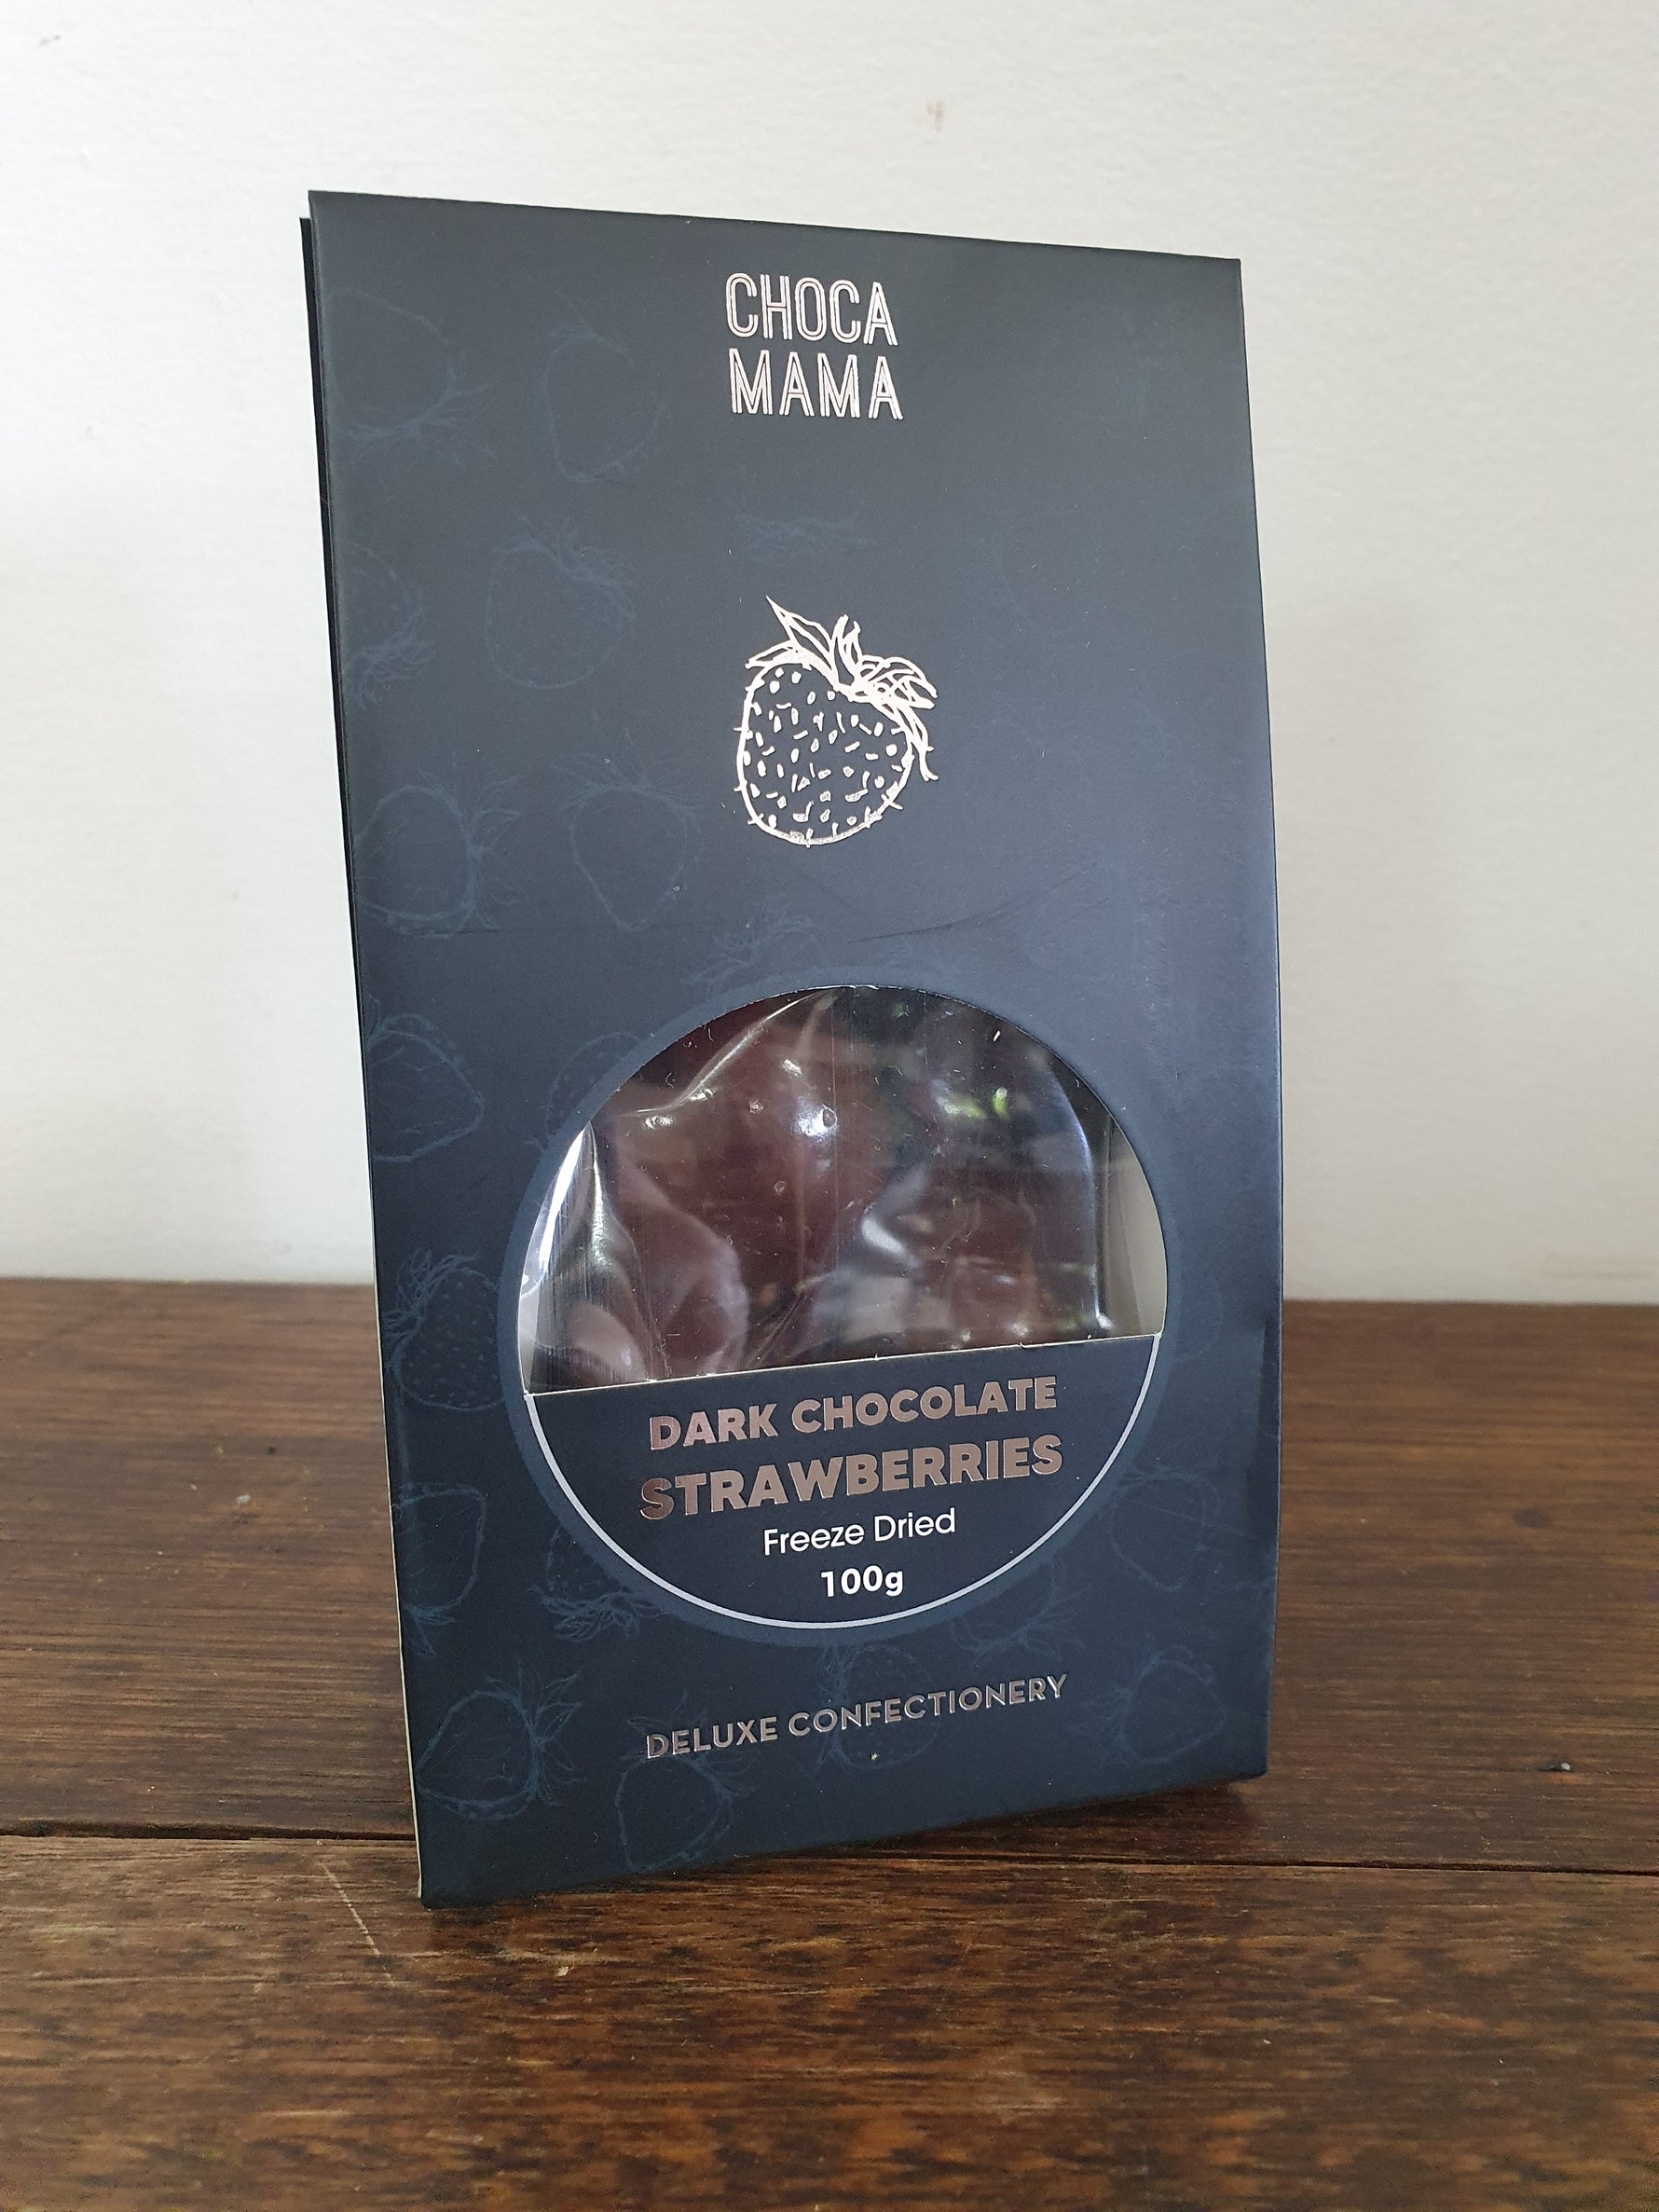 CHOCA
MAMA
DARK CHOCOLATE
STRAWBERRIES
Freeze Dried
100g
DELUXE CONFECTIONERY